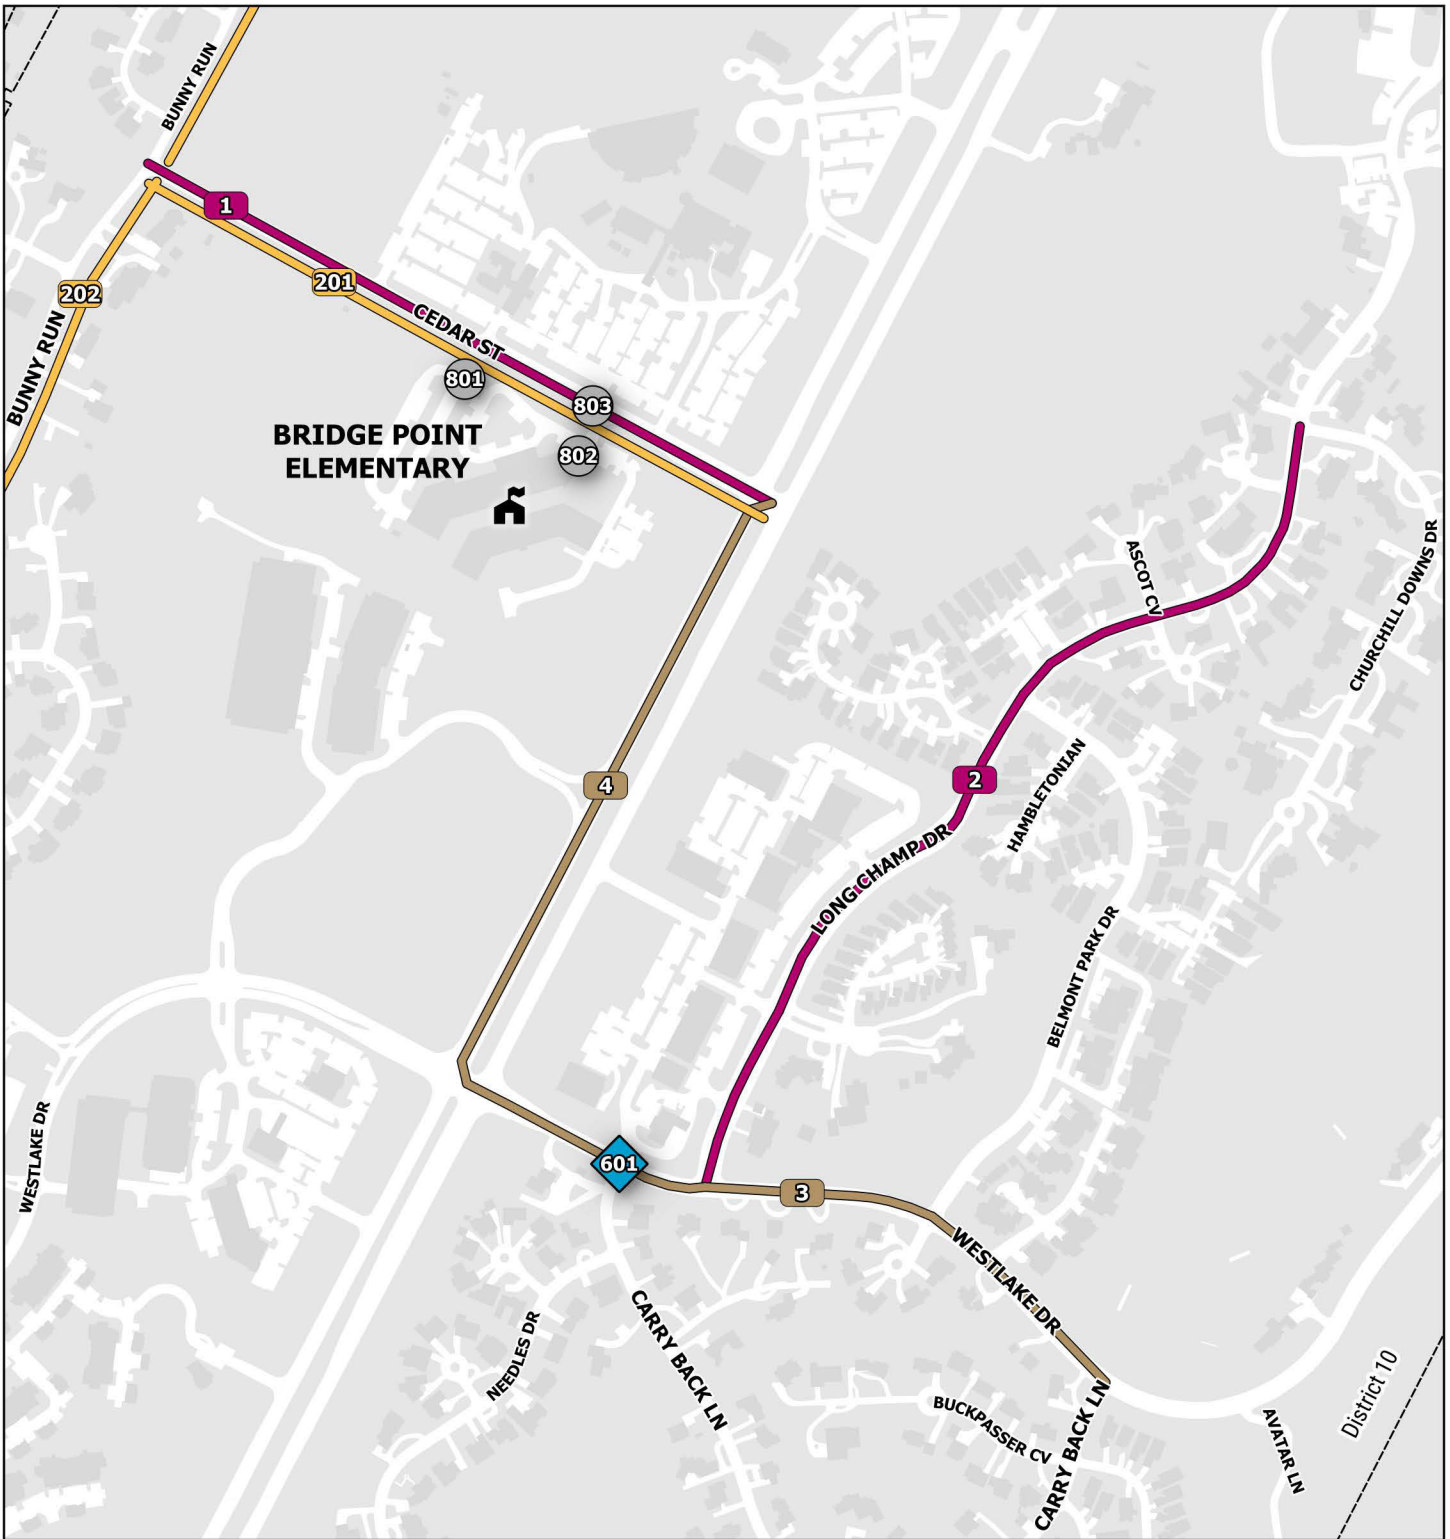 BUNNY RUN
1
201
202
BUNNY RUN
CEDAR ST
801
803
802
BRIDGE POINT
ELEMENTARY
ASCOT CV
CHURCHILL DOWNS DR
4
2
HAMBLETONIAN
LONG CHAMP DR
BELMONT PARK DR
WESTLAKE DR
601
3
WESTLAKE DR
NEEDLES DR
CARRY BACK LN
BUCKPASSER CV
CARRY BACK LN
AVATAR LN
District 10